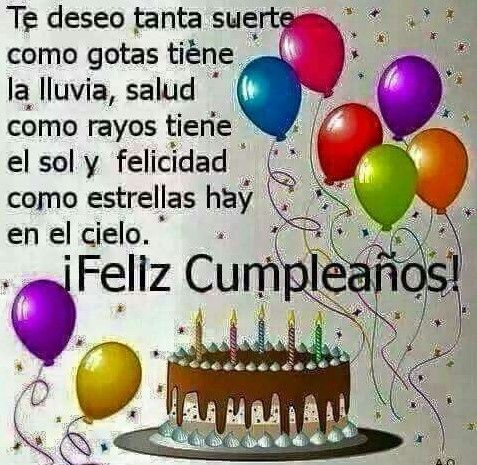 Te deseo tanta suerte
como gotas tiene
la lluvia, salud
como rayos tiene
el sol y felicidad
como estrellas hay
en el cielo.
¡Feliz Cumpleaños!
A.O